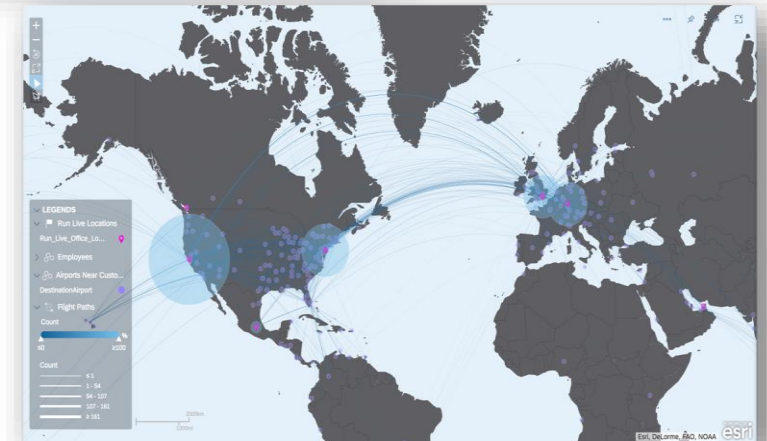 LEGENDS
Run Live Locations
Run_Live_Office_Lo...
Employees
Airports Near Custo...
DestinationAirport
Flight Paths
Count
%
≤0 ≥100
Count
≤ 1
1 - 54
54 - 107
107 - 161
≥ 161
Esri, DeLorme, FAO, NOAA
esri